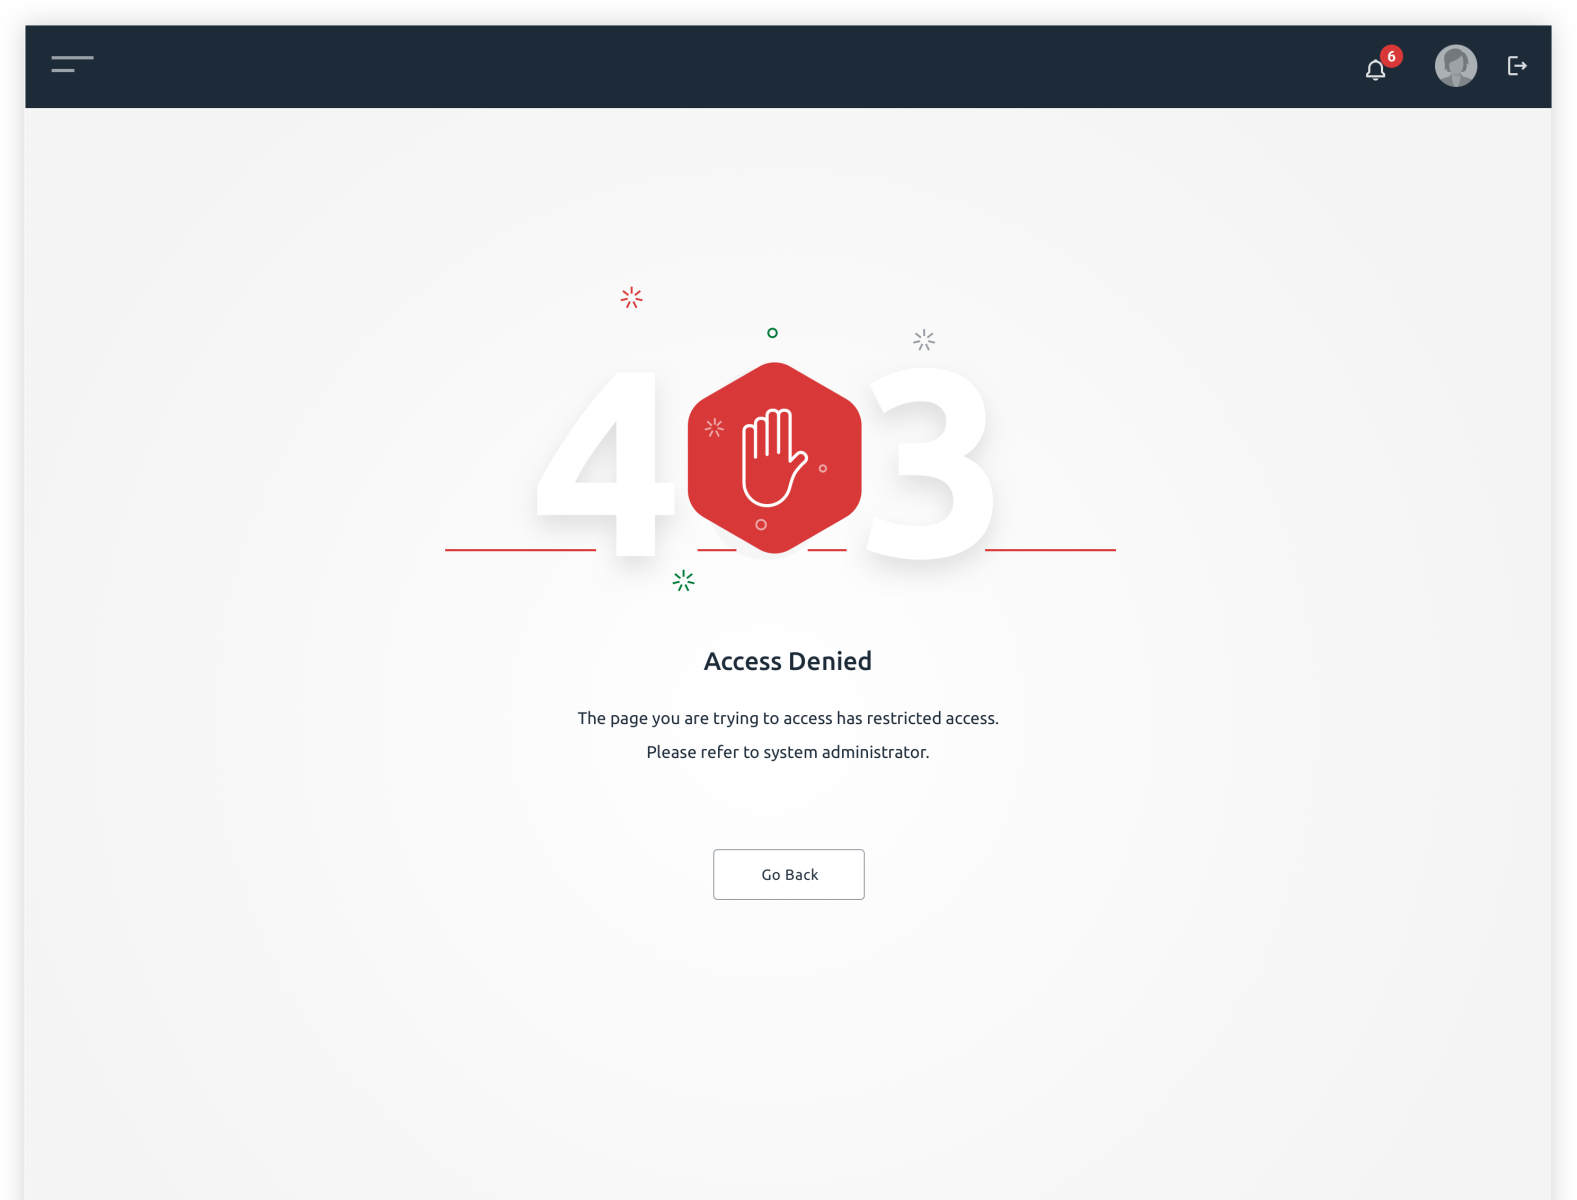 6
4 3
Access Denied
The page you are trying to access has restricted access.
Please refer to system administrator.
Go Back